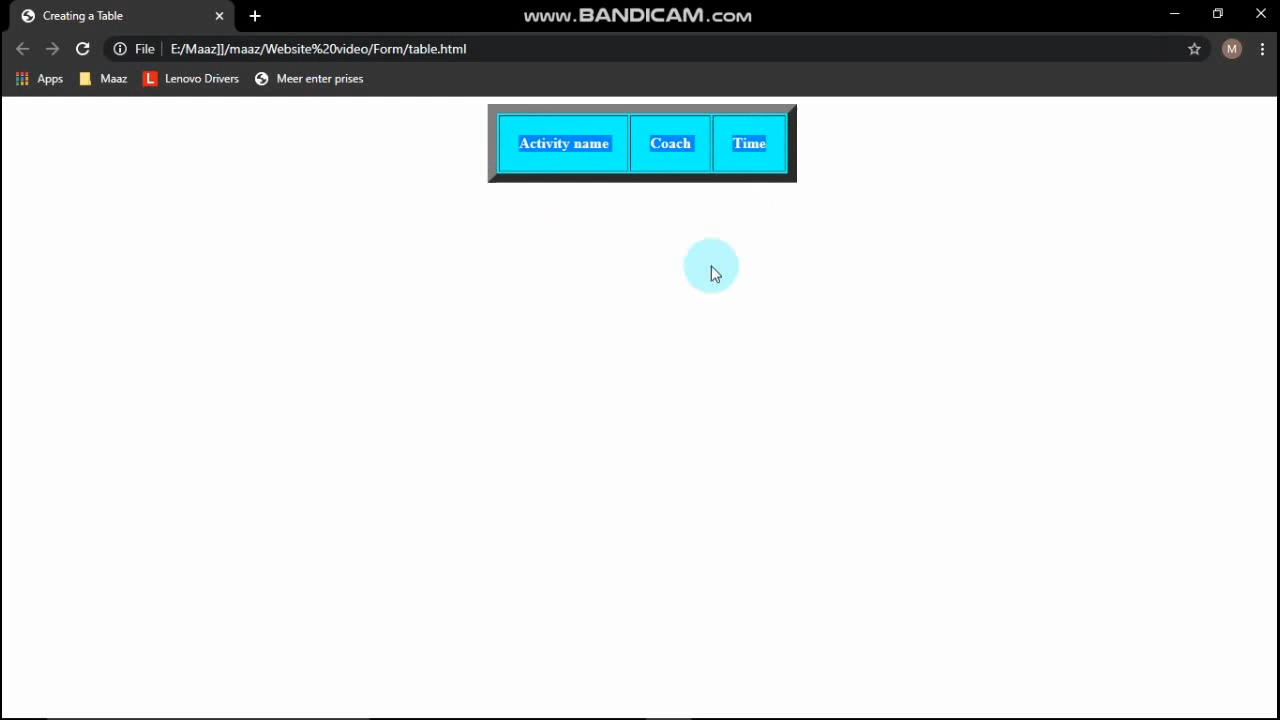 Creating a Table
www.BANDICAM.com
File E:/Maaz]]/maaz/Website%20video/Form/table.html
M
Apps Maaz L Lenovo Drivers Meer enter prises
Activity name Coach Time